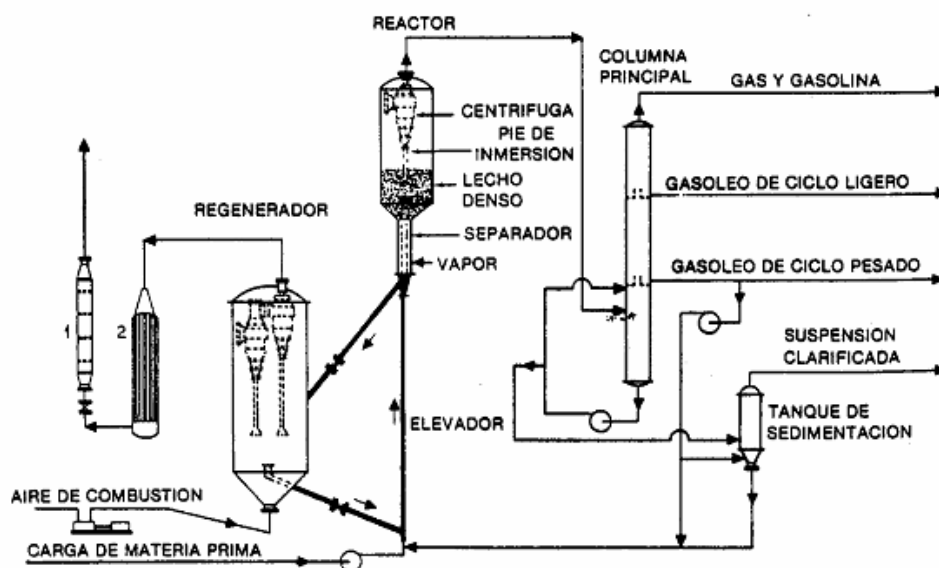 REACTOR
COLUMNA
PRINCIPAL
GAS Y GASOLINA
CENTRIFUGA
PIE DE
INMERSION
LECHO
DENSO
GASOLEO DE CICLO LIGERO
REGENERADOR
SEPARADOR
VAPOR
GASOLEO DE CICLO PESADO
1
2
SUSPENSION
CLARIFICADA
ELEVADOR
TANQUE DE
SEDIMENTACION
AIRE DE COMBUSTION
CARGA DE MATERIA PRIMA